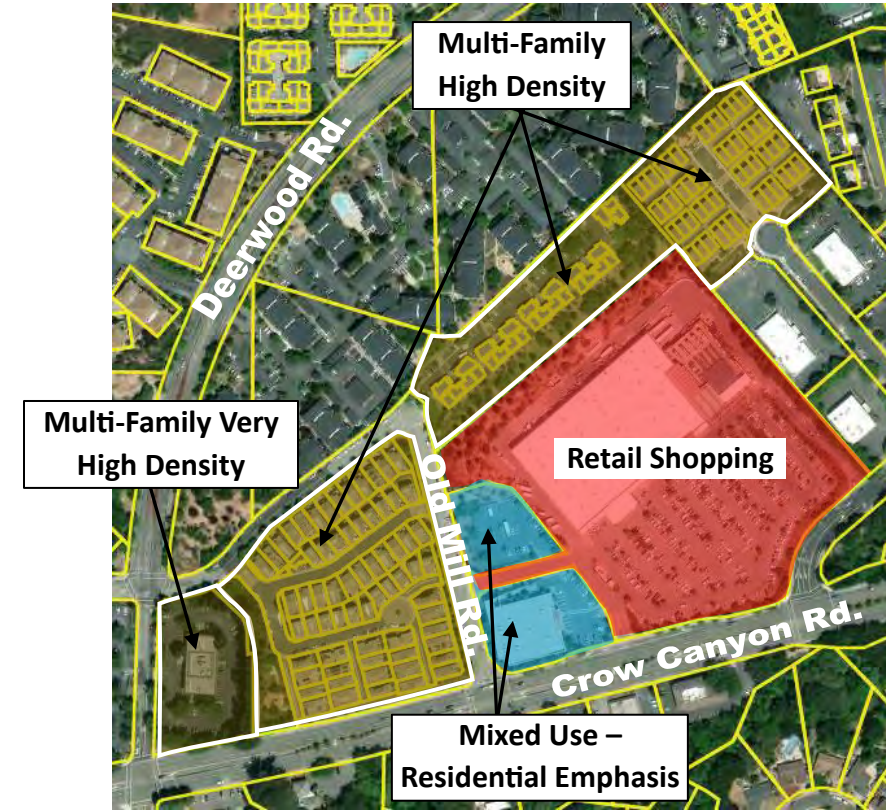 Multi-Family
High Density
Deerwood Rd.
Multi-Family Very
High Density
Retail Shopping
Old Mill Rd.
Crow Canyon Rd.
Mixed Use –
Residential Emphasis